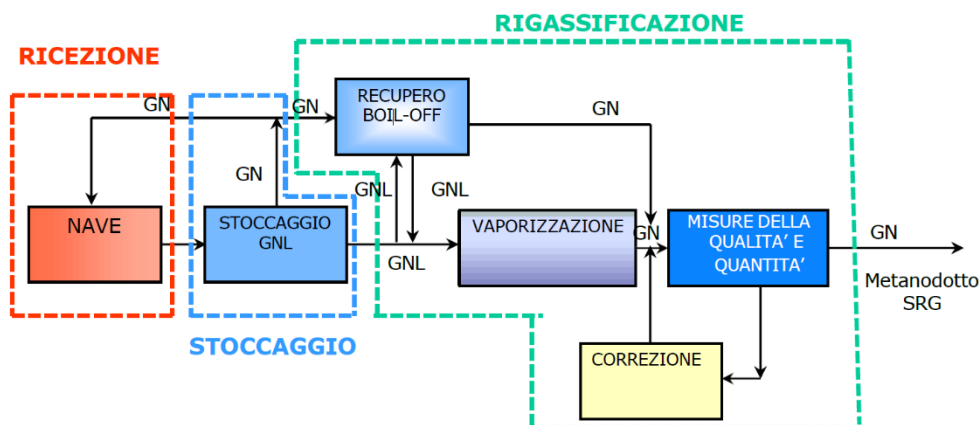 RIGASSIFICAZIONE
RICEZIONE
GN
GN
RECUPERO
BOIL-OFF
GN
GN
GNL
GNL
NAVE
STOCCAGGIO
GNL
GNL
VAPORIZZAZIONE
GN
MISURE DELLA
QUALITA’ E
QUANTITA’
GN
Metanodotto
SRG
STOCCAGGIO
CORREZIONE